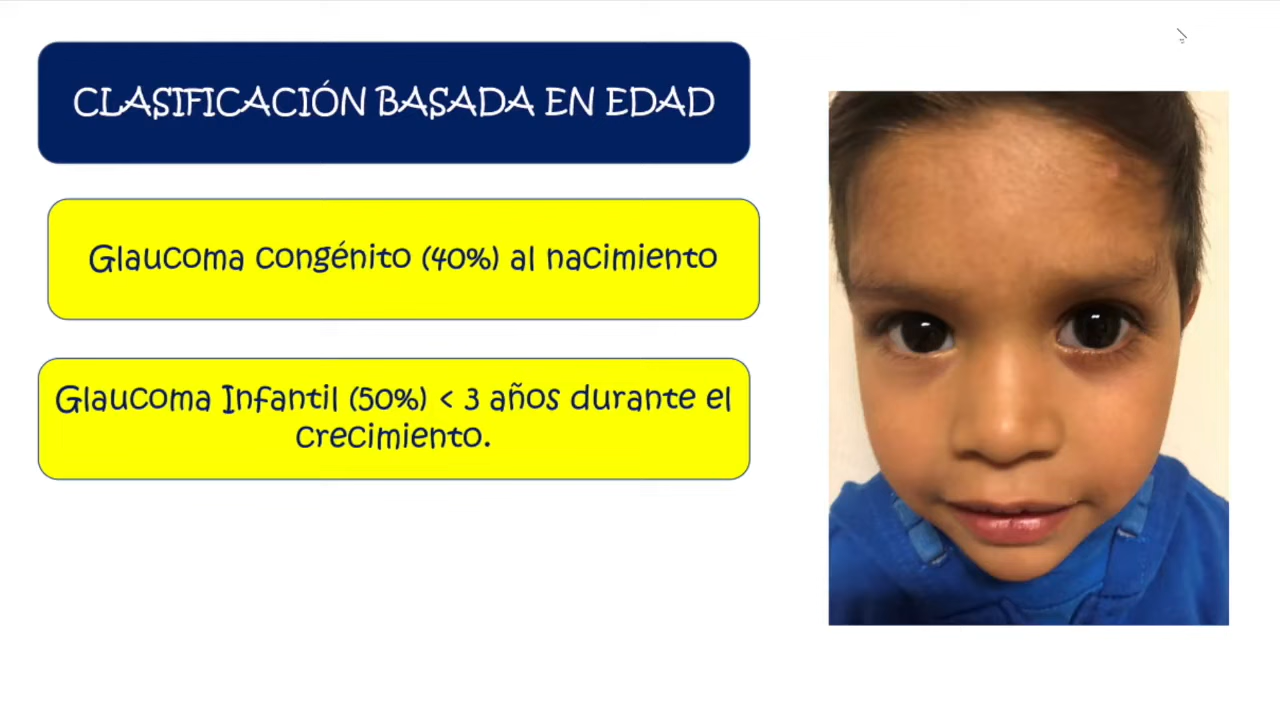 CLASIFICACIÓN BASADA EN EDAD
Glaucoma congénito (40%) al nacimiento
Glaucoma Infantil (50%) < 3 años durante el
crecimiento.